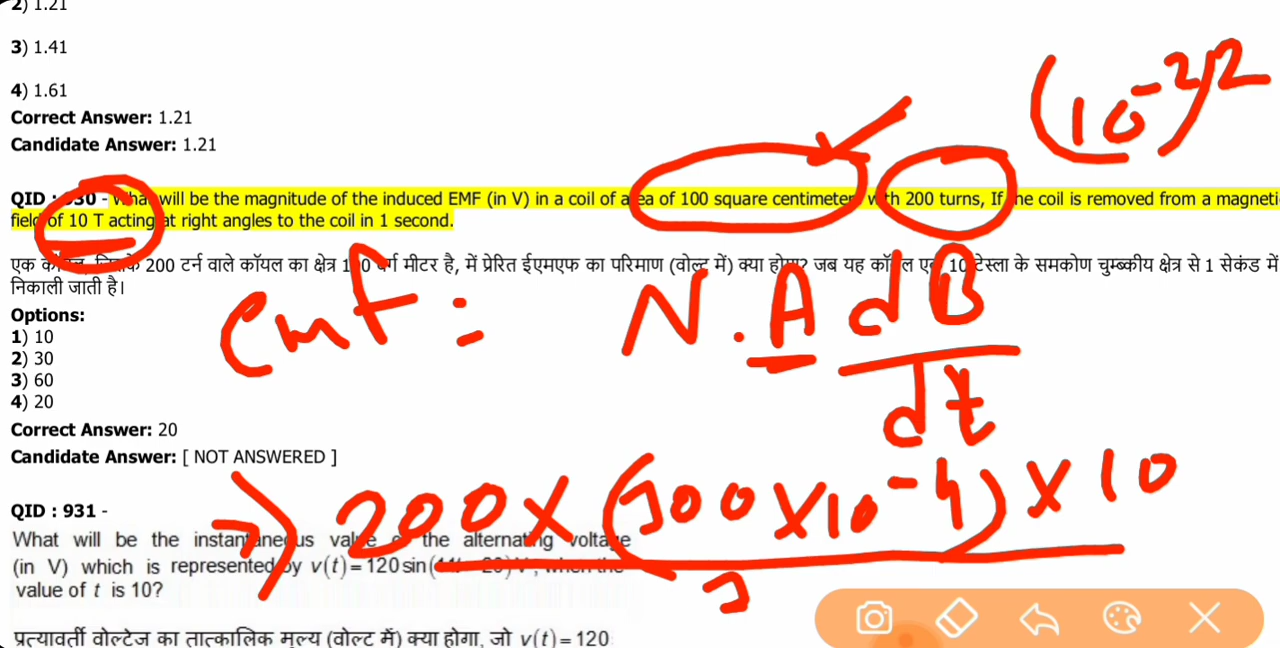 2) 1.21
3) 1.41
4) 1.61
Correct Answer: 1.21
Candidate Answer: 1.21
(10⁻²)²
QID : 930 - What will be the magnitude of the induced EMF (in V) in a coil of area of 100 square centimeter with 200 turns, If the coil is removed from a magneti
field of 10 T acting at right angles to the coil in 1 second.
एक कॉयल, जिसके 200 टर्न वाले कॉयल का क्षेत्र 100 वर्ग मीटर है, में प्रेरित ईएमएफ का परिमाण (वोल्ट में) क्या होगा? जब यह कॉयल एक 10 टेस्ला के समकोण चुम्ब्कीय क्षेत्र से 1 सेकंड में
निकाली जाती है।
Options:
1) 10
2) 30
3) 60
4) 20
emf = N.A dB
dt
Correct Answer: 20
Candidate Answer: [ NOT ANSWERED ]
⇒ 200 × (100 × 10⁻⁴) × 10
1
QID : 931 -
What will be the instantaneous value of the alternating voltage
(in V) which is represented by v(t) = 120 sin( when the
value of t is 10?
प्रत्यावर्ती वोल्टेज का तात्कालिक मूल्य (वोल्ट में) क्या होगा, जो v(t) = 120